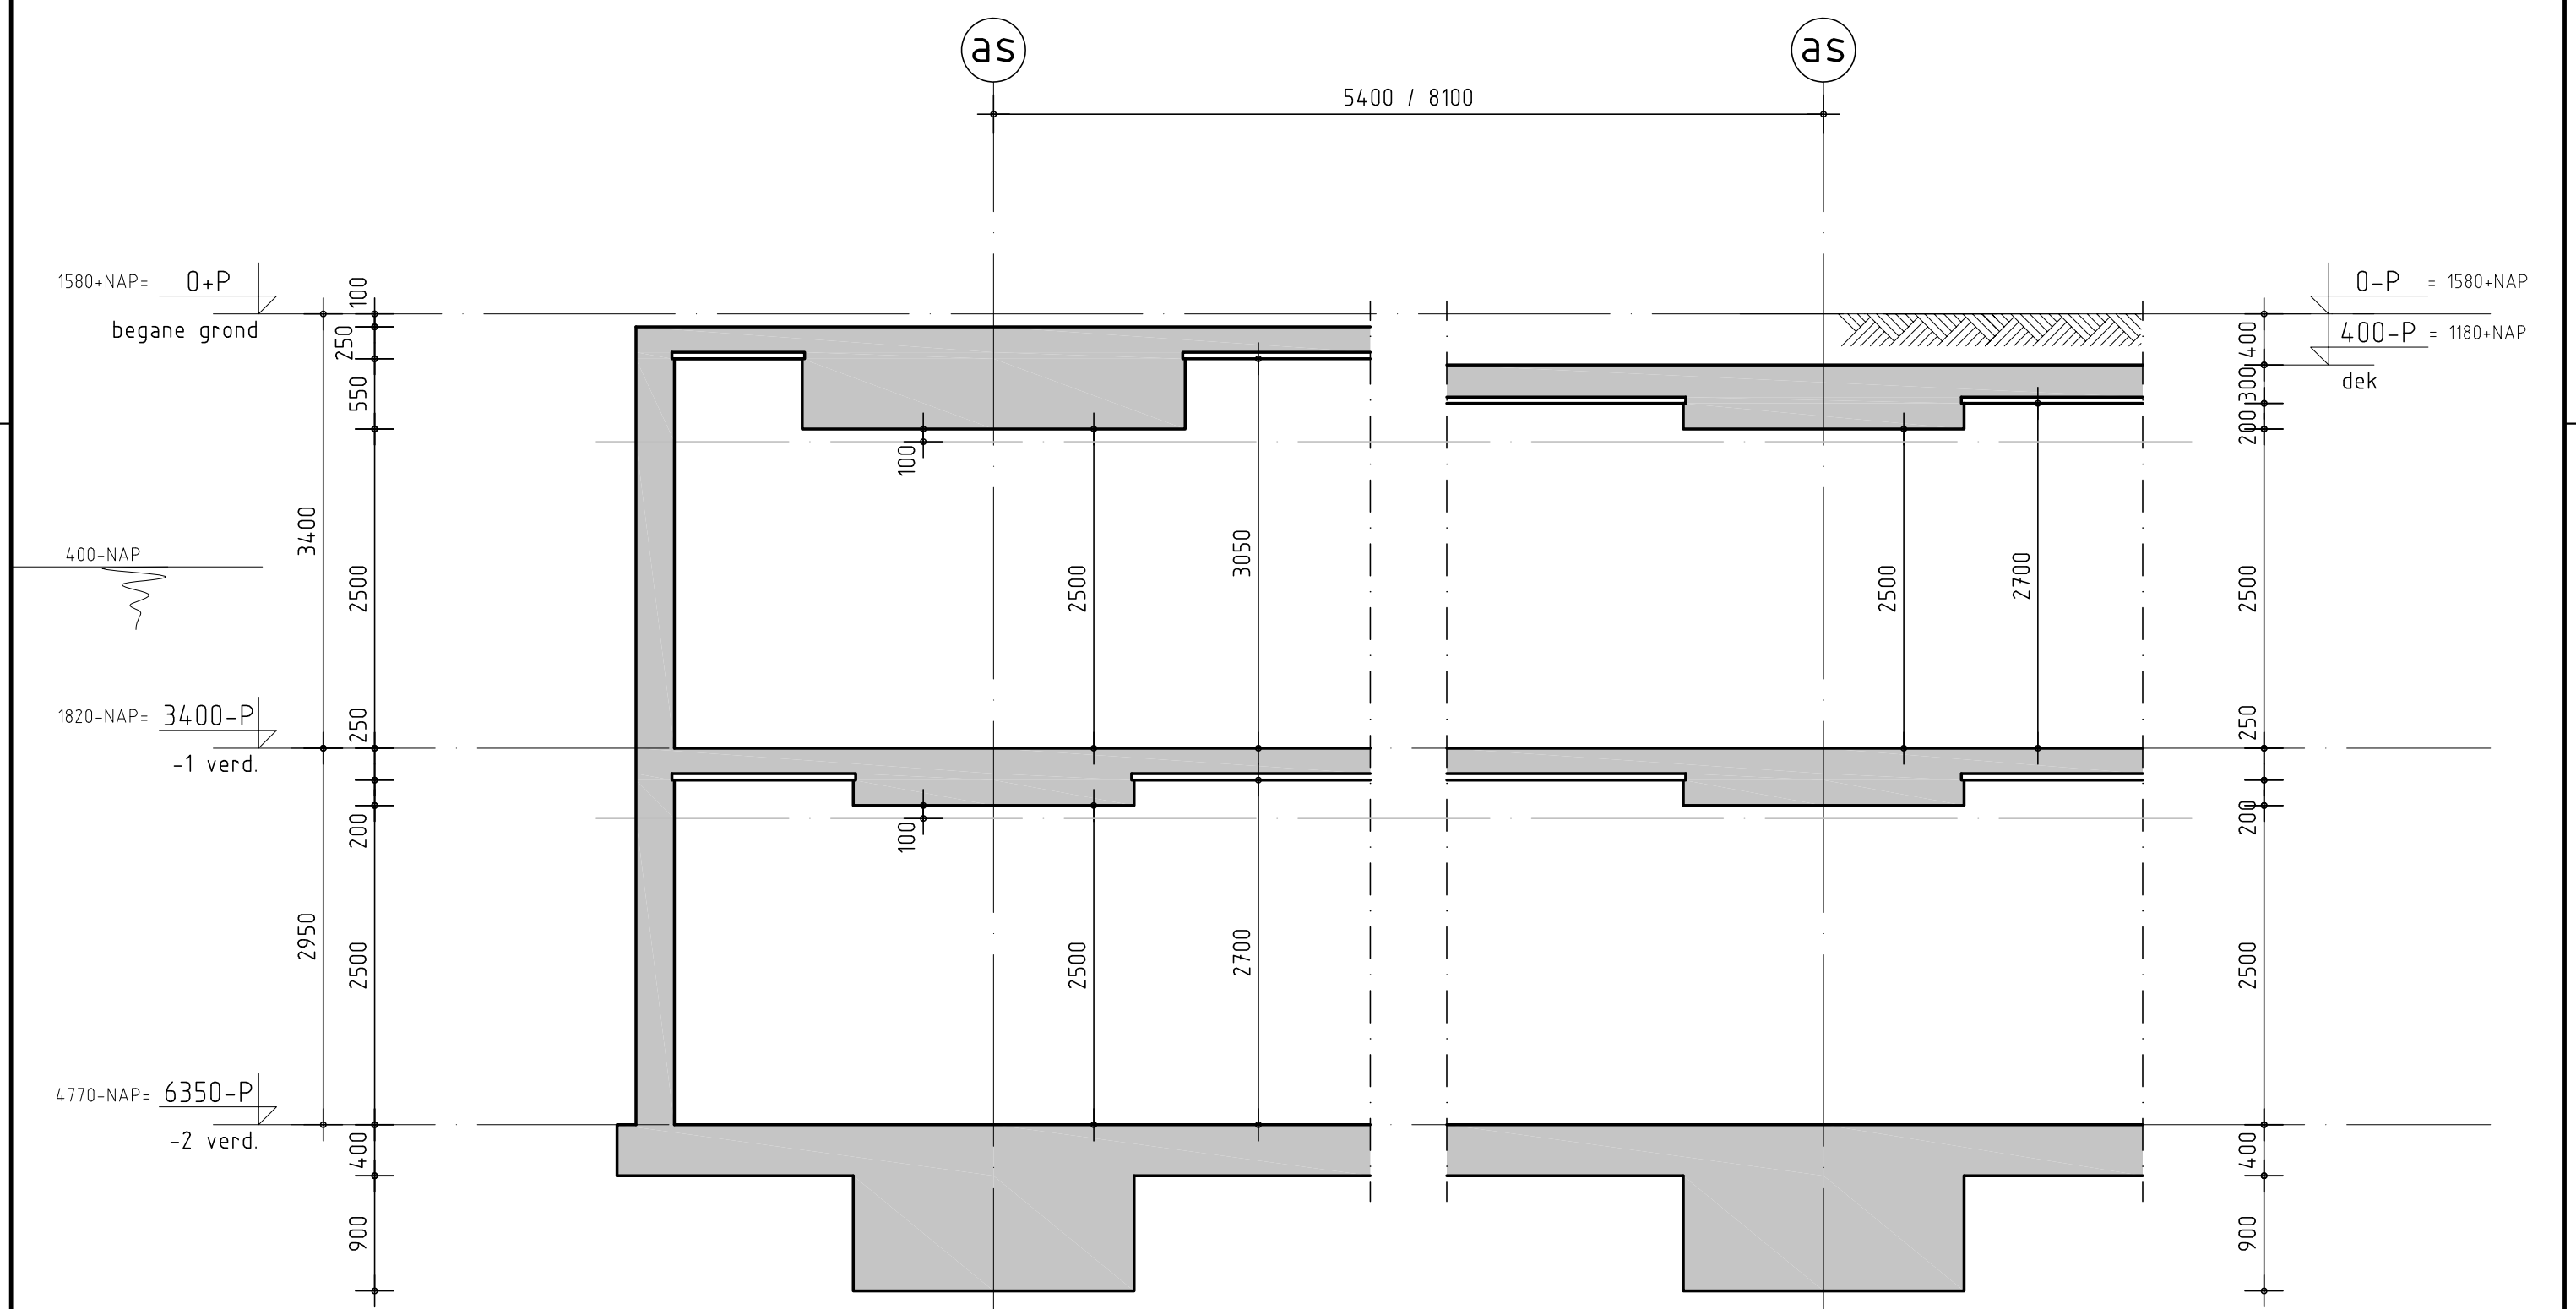 as
as
5400 / 8100
1580+NAP= 0+P
begane grond
100
250
550
0-P = 1580+NAP
400-P = 1180+NAP
dek
400
300
200
100
3400
2500
400-NAP
2500
3050
2500
2700
2500
1820-NAP= 3400-P
-1 verd.
250
250
200
100
200
2950
2500
2500
2700
2500
4770-NAP= 6350-P
-2 verd.
400
400
900
900